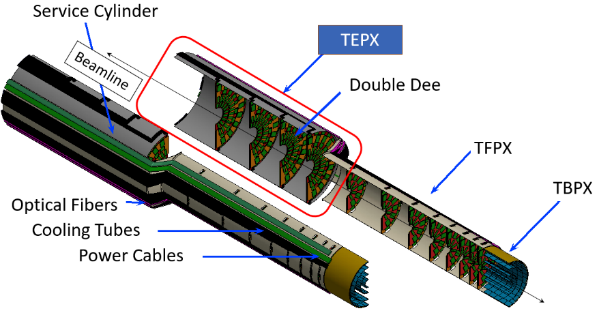 Service Cylinder
TEPX
Beamline
Double Dee
TFPX
TBPX
Optical Fibers
Cooling Tubes
Power Cables